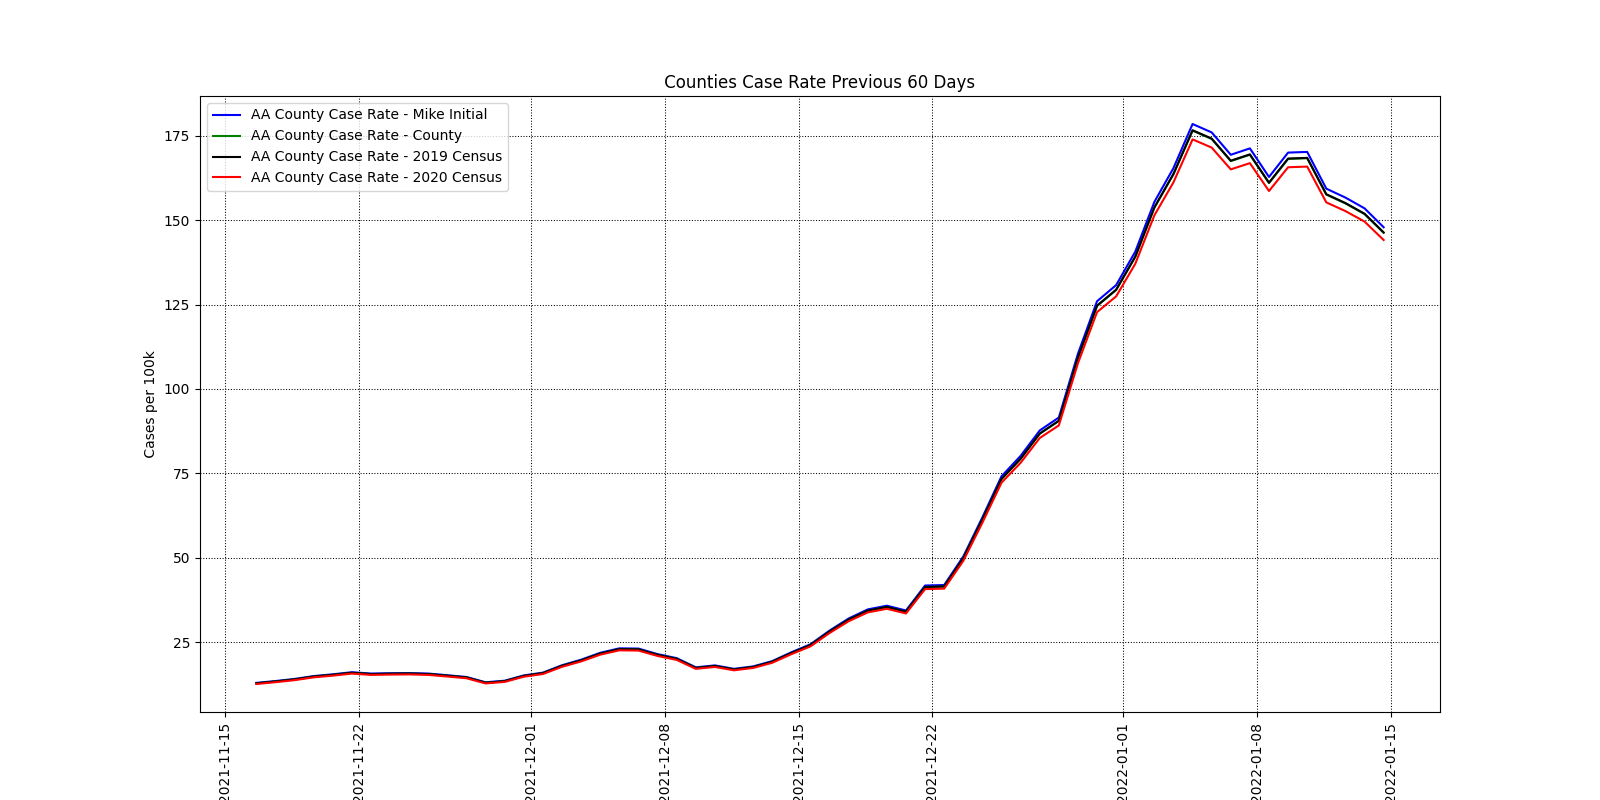 Counties Case Rate Previous 60 Days
AA County Case Rate - Mike Initial
AA County Case Rate - County
AA County Case Rate - 2019 Census
AA County Case Rate - 2020 Census
Cases per 100k
175
150
125
100
75
50
25
2021-11-15
2021-11-22
2021-12-01
2021-12-08
2021-12-15
2021-12-22
2022-01-01
2022-01-08
2022-01-15